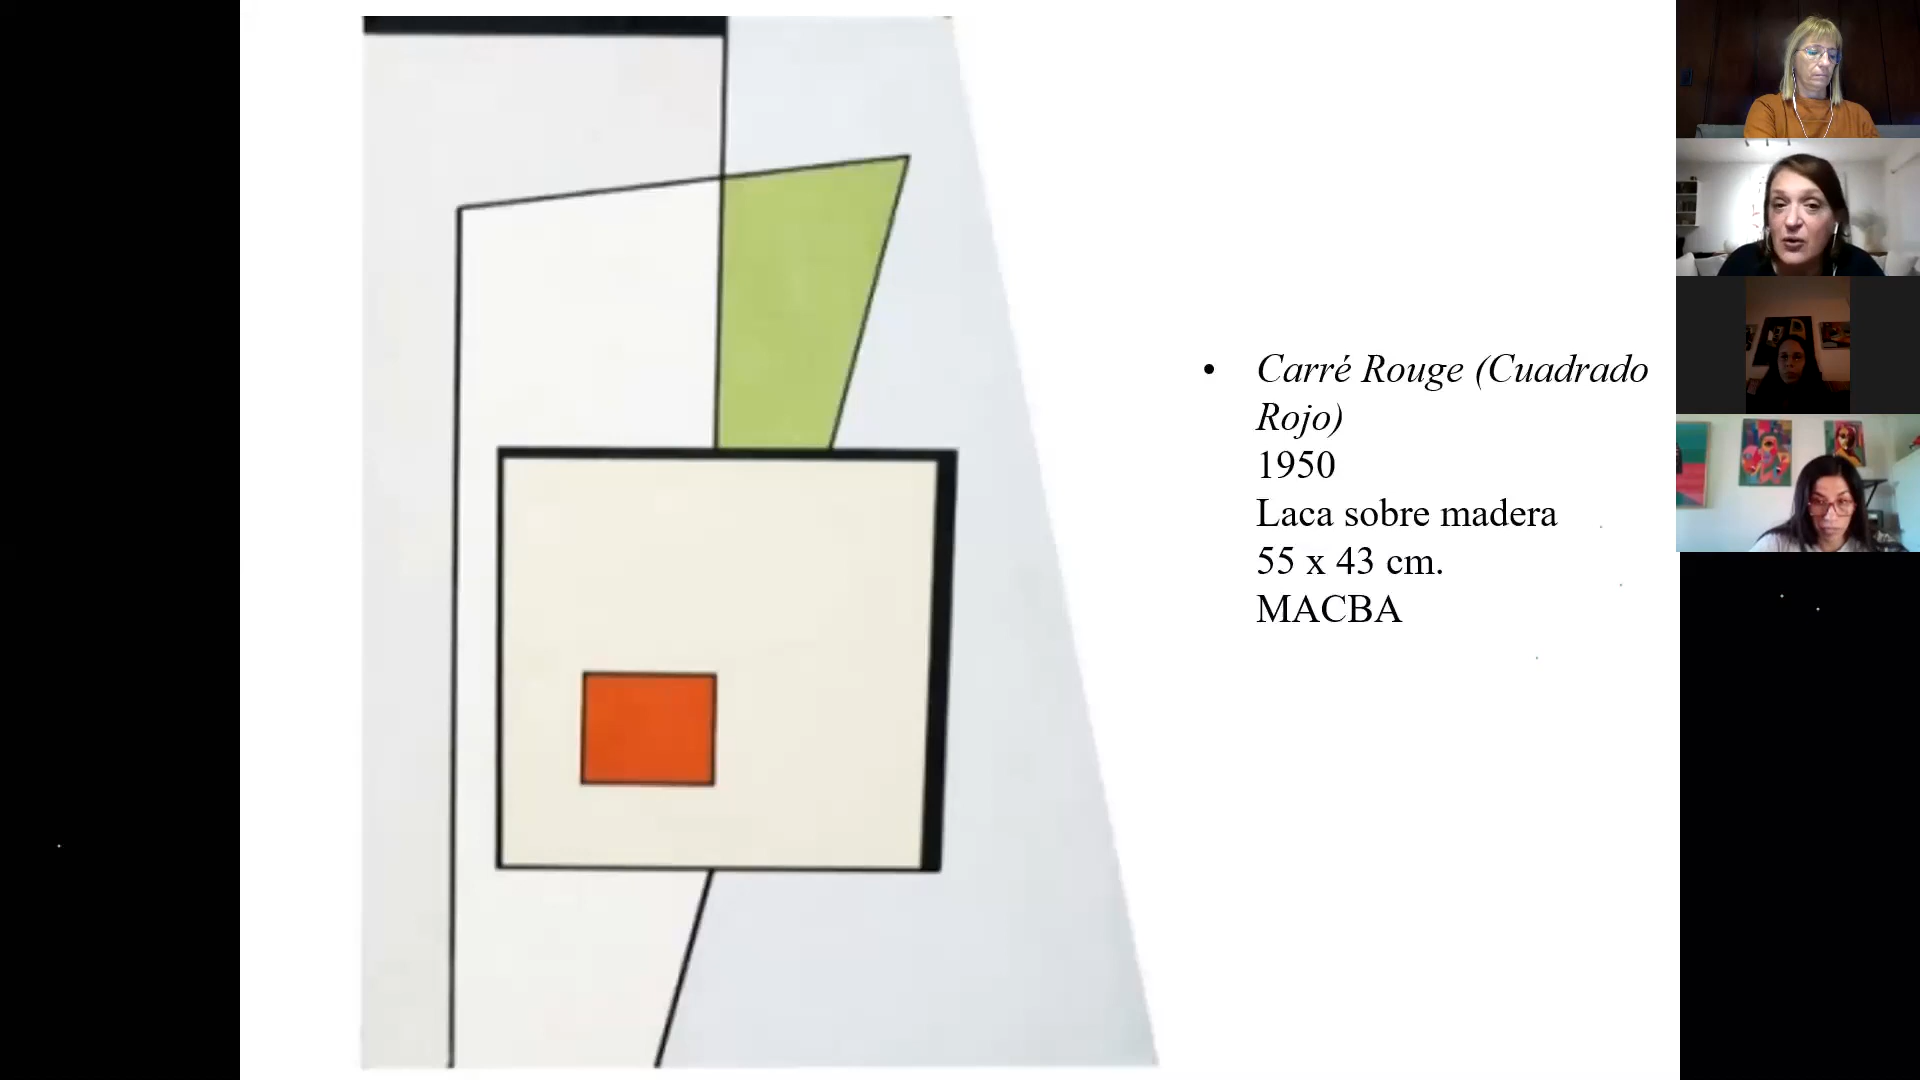 • Carré Rouge (Cuadrado
Rojo)
1950
Laca sobre madera
55 x 43 cm.
MACBA